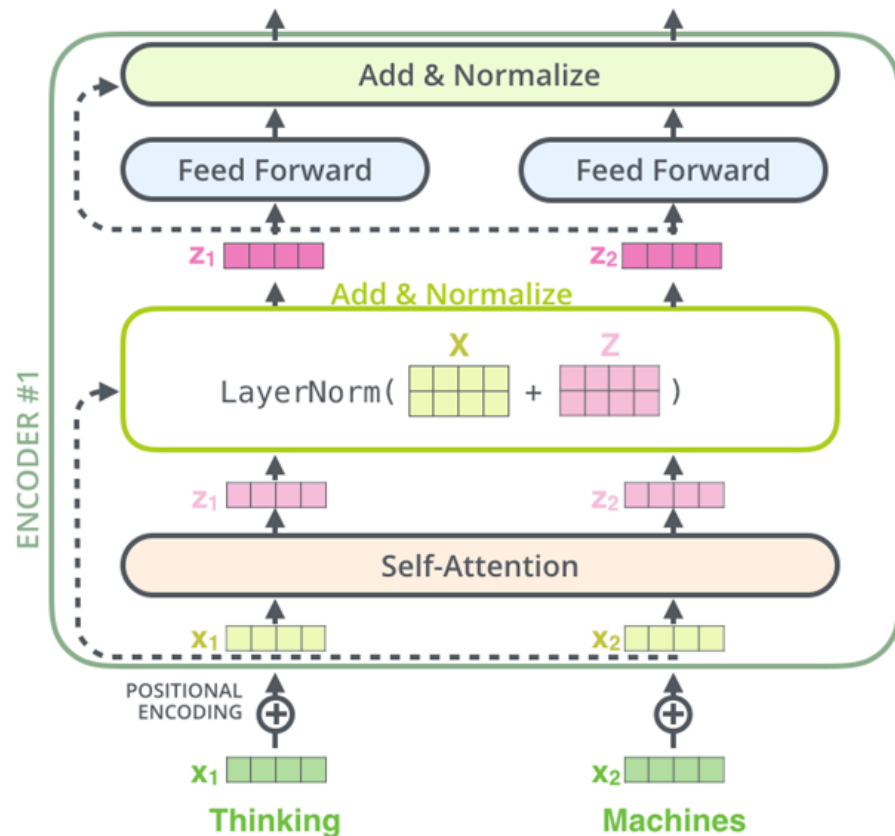 Add & Normalize
Feed Forward Feed Forward
z1 z2
Add & Normalize
X Z
LayerNorm( + )
ENCODER #1
z1 z2
Self-Attention
x1 x2
POSITIONAL
ENCODING
x1 x2
Thinking Machines